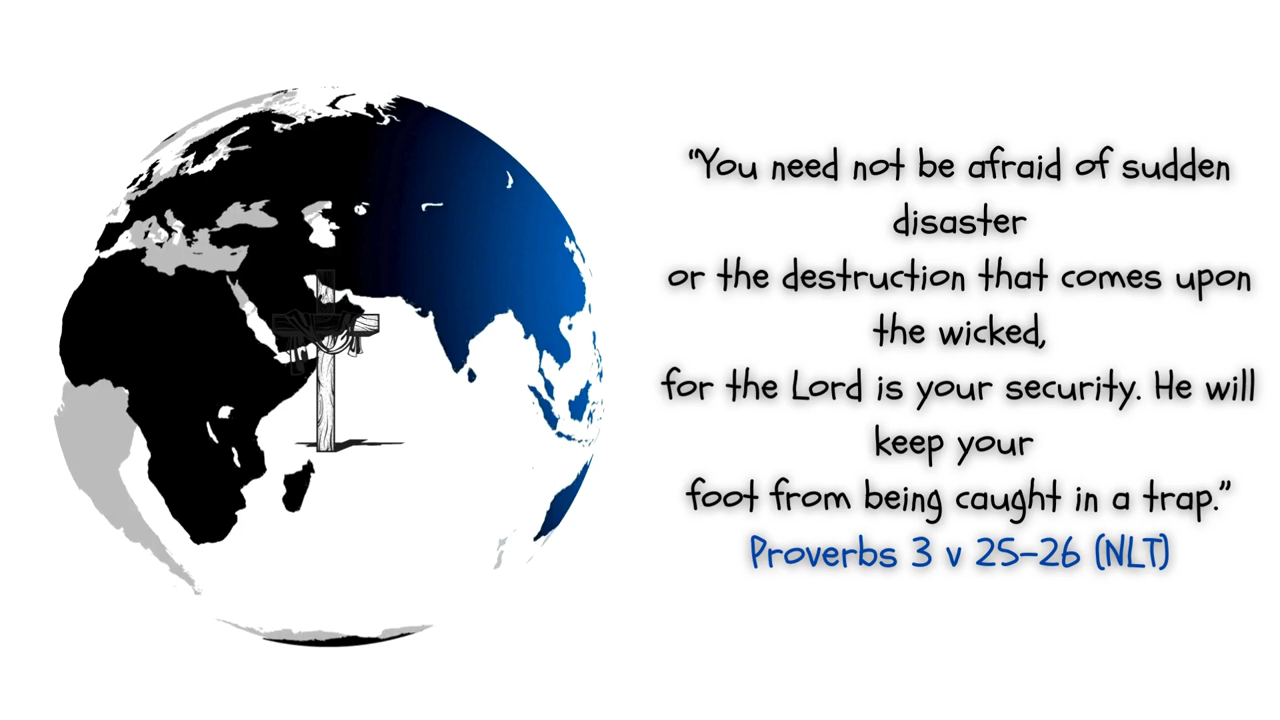 “You need not be afraid of sudden
disaster
or the destruction that comes upon
the wicked,
for the Lord is your security. He will
keep your
foot from being caught in a trap.”
Proverbs 3 v 25-26 (NLT)